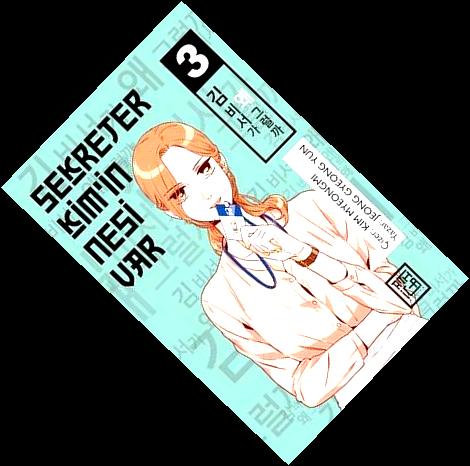 3
김비서가
왜 그럴까
SEKRETER
KİM'İN
NESİ
VAR
Çizer KIM MYEONGMI
Yazar JEONG GYEONG YUN